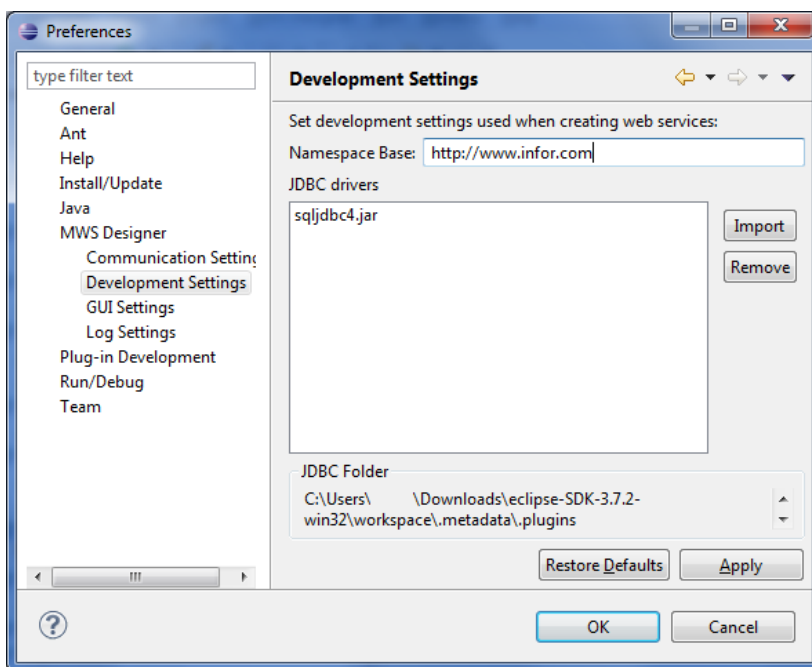 Preferences
type filter text
General
Ant
Help
Install/Update
Java
MWS Designer
Communication Setting
Development Settings
GUI Settings
Log Settings
Plug-in Development
Run/Debug
Team
Development Settings
Set development settings used when creating web services:
Namespace Base: http://www.infor.com
JDBC drivers
sqljdbc4.jar
Import
Remove
JDBC Folder
C:\Users\ \Downloads\eclipse-SDK-3.7.2-
win32\workspace\.metadata\.plugins
Restore Defaults
Apply
OK
Cancel